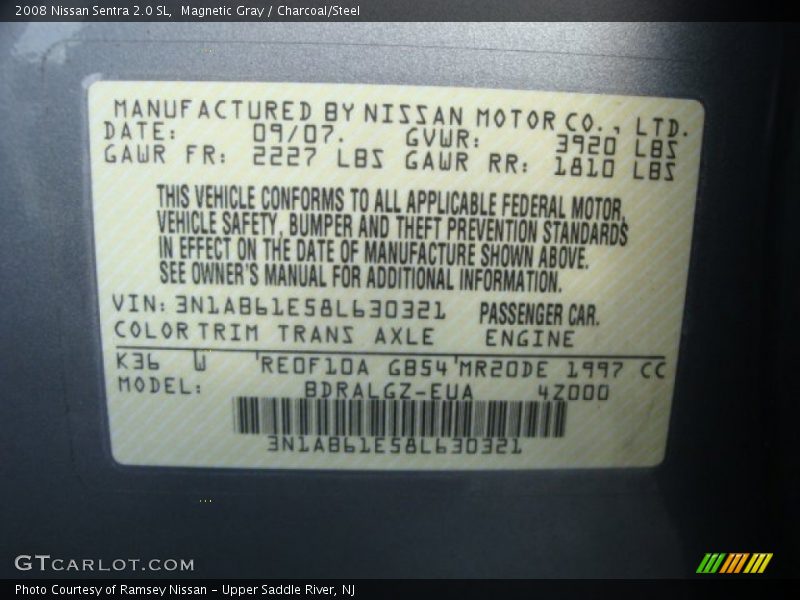 2008 Nissan Sentra 2.0 SL, Magnetic Gray / Charcoal/Steel
MANUFACTURED BY NISSAN MOTOR CO., LTD.
DATE: 09/07. GVWR: 3920 LBS
GAWR FR: 2227 LBS GAWR RR: 1810 LBS
THIS VEHICLE CONFORMS TO ALL APPLICABLE FEDERAL MOTOR,
VEHICLE SAFETY, BUMPER AND THEFT PREVENTION STANDARDS
IN EFFECT ON THE DATE OF MANUFACTURE SHOWN ABOVE.
SEE OWNER'S MANUAL FOR ADDITIONAL INFORMATION.
VIN: 3N1AB61E58L630321 PASSENGER CAR.
COLOR TRIM TRANS AXLE ENGINE
K36 W 'RE0F10A GB54'MR20DE 1997 CC
MODEL: BDRALGZ-EUA 4Z000
3N1AB61E58L630321
GTCARLOT.COM
Photo Courtesy of Ramsey Nissan - Upper Saddle River, NJ